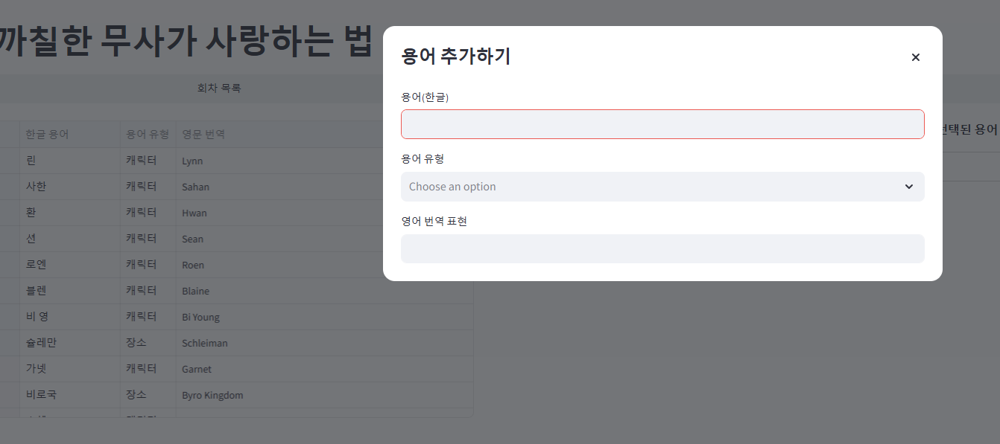 까칠한 무사가 사랑하는 법
회차 목록
한글 용어 용어 유형 영문 번역
린 캐릭터 Lynn
사한 캐릭터 Sahan
환 캐릭터 Hwan
션 캐릭터 Sean
로엔 캐릭터 Roen
블렌 캐릭터 Blaine
비 영 캐릭터 Bi Young
슐레만 장소 Schleiman
가넷 캐릭터 Garnet
비로국 장소 Byro Kingdom
용어 추가하기
용어(한글)
용어 유형
Choose an option
영어 번역 표현
선택된 용어